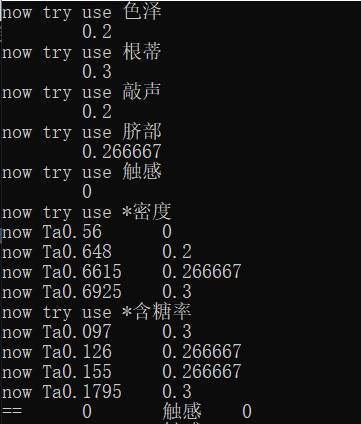 now try use 色泽
0.2
now try use 根蒂
0.3
now try use 敲声
0.2
now try use 脐部
0.266667
now try use 触感
0
now try use *密度
now Ta0.56 0
now Ta0.648 0.2
now Ta0.6615 0.266667
now Ta0.6925 0.3
now try use *含糖率
now Ta0.097 0.3
now Ta0.126 0.266667
now Ta0.155 0.266667
now Ta0.1795 0.3
== 0 触感 0